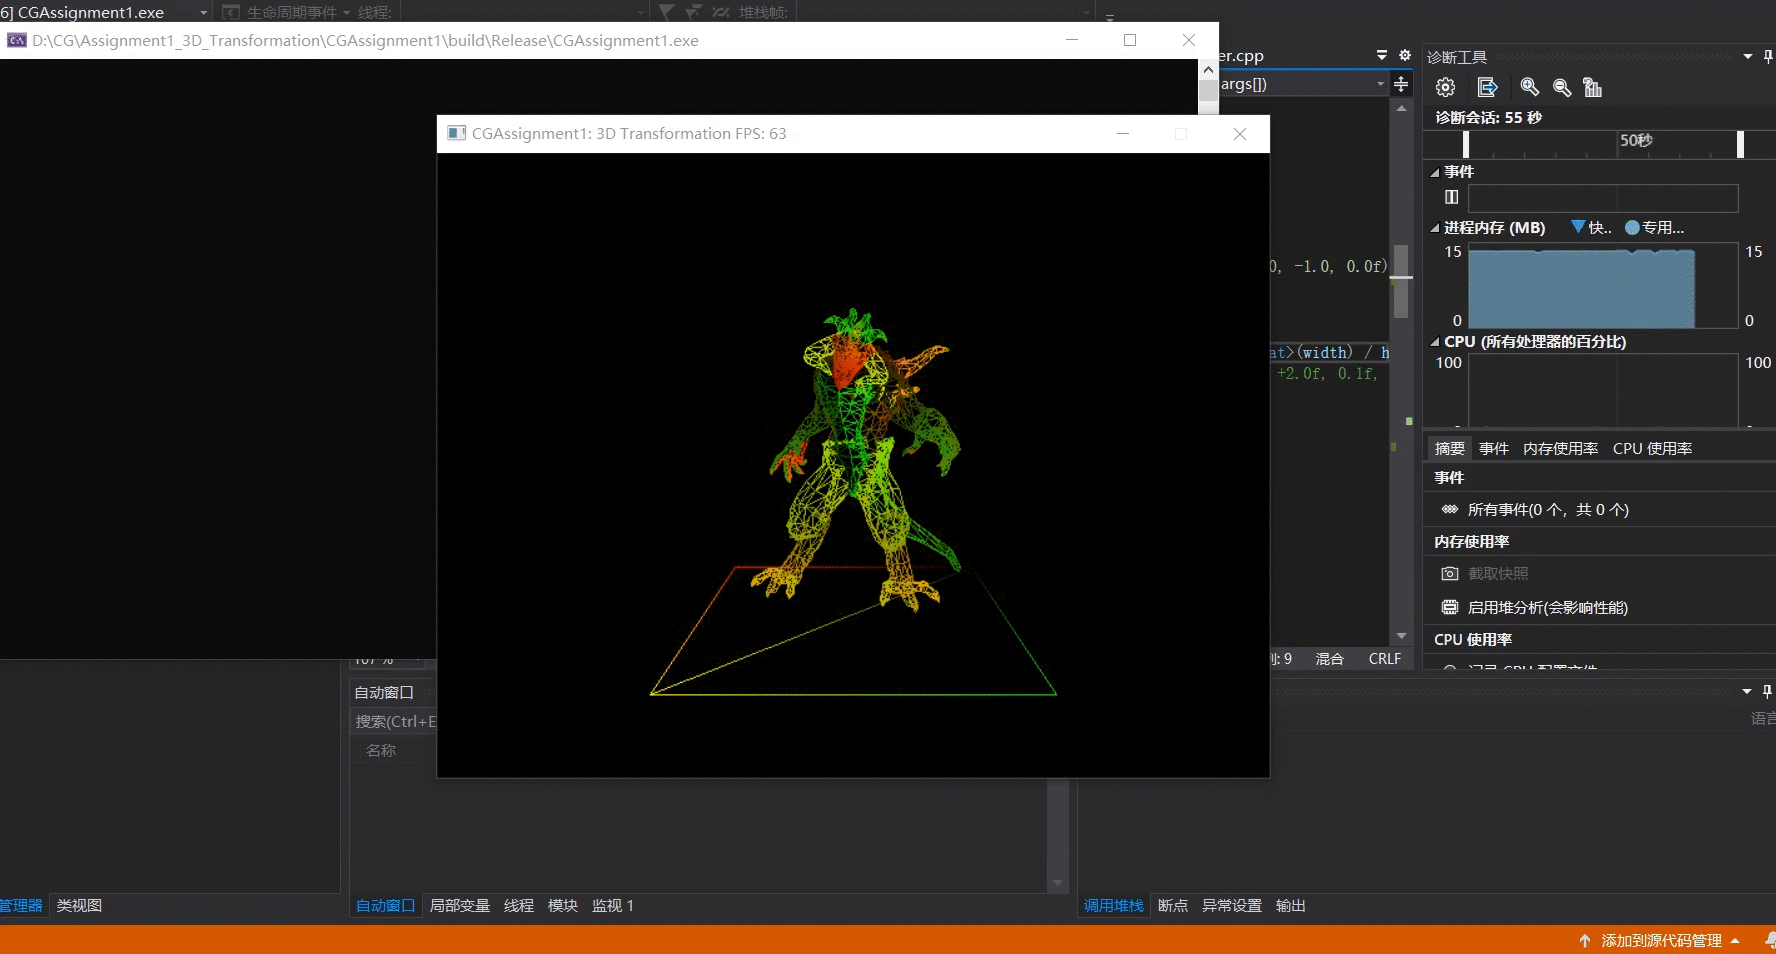 6] CGAssignment1.exe
生命周期事件
线程:
堆栈帧:
D:\CG\Assignment1_3D_Transformation\CGAssignment1\build\Release\CGAssignment1.exe
er.cpp
args[])
CGAssignment1: 3D Transformation FPS: 63
0, -1.0, 0.0f)
at>(width) / h
+2.0f, 0.1f,
诊断工具
诊断会话: 55 秒
50秒
事件
进程内存 (MB)
快..
专用...
15
15
0
0
CPU (所有处理器的百分比)
100
100
摘要
事件
内存使用率
CPU 使用率
事件
所有事件(0 个，共 0 个)
内存使用率
截取快照
启用堆分析(会影响性能)
CPU 使用率
记录 CPU 配置文件
107 %
列: 9
混合
CRLF
自动窗口
搜索(Ctrl+E
名称
语言
管理器
类视图
自动窗口
局部变量
线程
模块
监视 1
调用堆栈
断点
异常设置
输出
添加到源代码管理